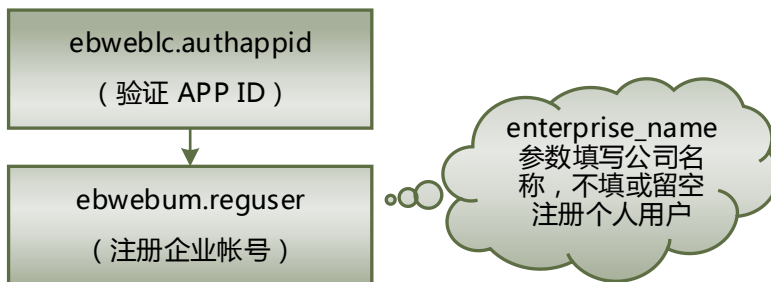 ebweblc.authappid
（验证 APP ID）
ebwebum.reguser
（注册企业帐号）
enterprise_name
参数填写公司名
称，不填或留空
注册个人用户